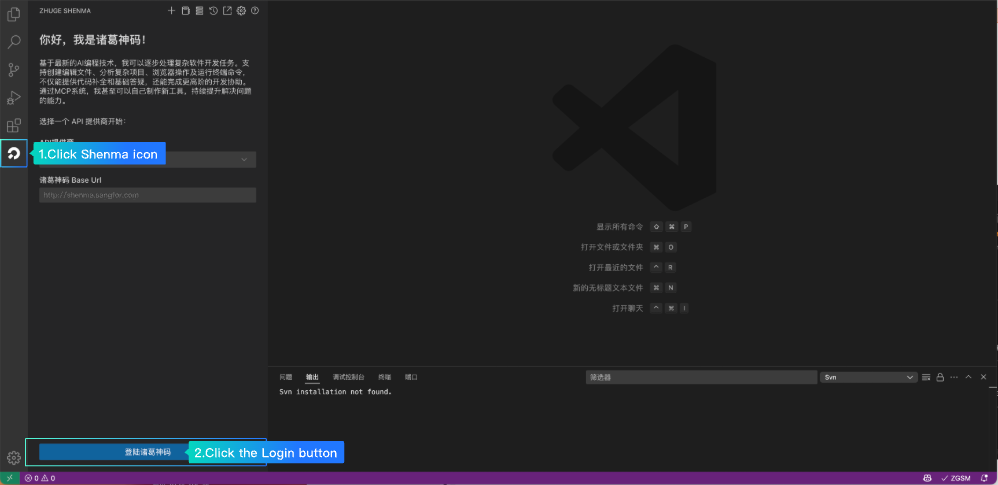 ZHUGE SHENMA
你好，我是诸葛神码！
基于最新的AI编程技术，我可以逐步处理复杂软件开发任务。支
持创建编辑文件、分析复杂项目、浏览器操作及运行终端命令，
不仅能提供代码补全和基础答疑，还能完成更高阶的开发协助。
通过MCP系统，我甚至可以自己制作新工具，持续提升解决问题
的能力。
选择一个 API 提供商开始：
API提供商
1.Click Shenma icon
诸葛神码 Base Url
http://shenma.sangfor.com
显示所有命令 ⇧ ⌘ P
打开文件或文件夹 ⌘ O
打开最近的文件 ^ R
新的无标题文本文件 ⌘ N
打开聊天 ^ ⌘ I
问题 输出 调试控制台 终端 端口
筛选器
Svn
Svn installation not found.
登陆诸葛神码
2.Click the Login button
0 0
ZGSM